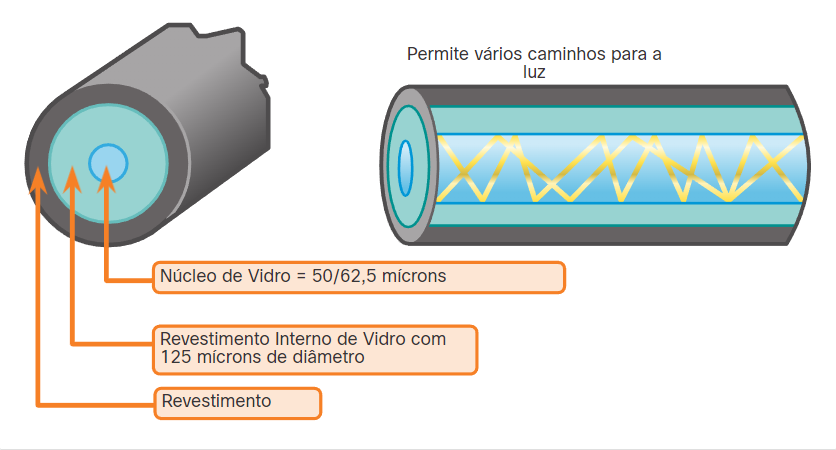 Permite vários caminhos para a
luz
Núcleo de Vidro = 50/62,5 mícrons
Revestimento Interno de Vidro com
125 mícrons de diâmetro
Revestimento